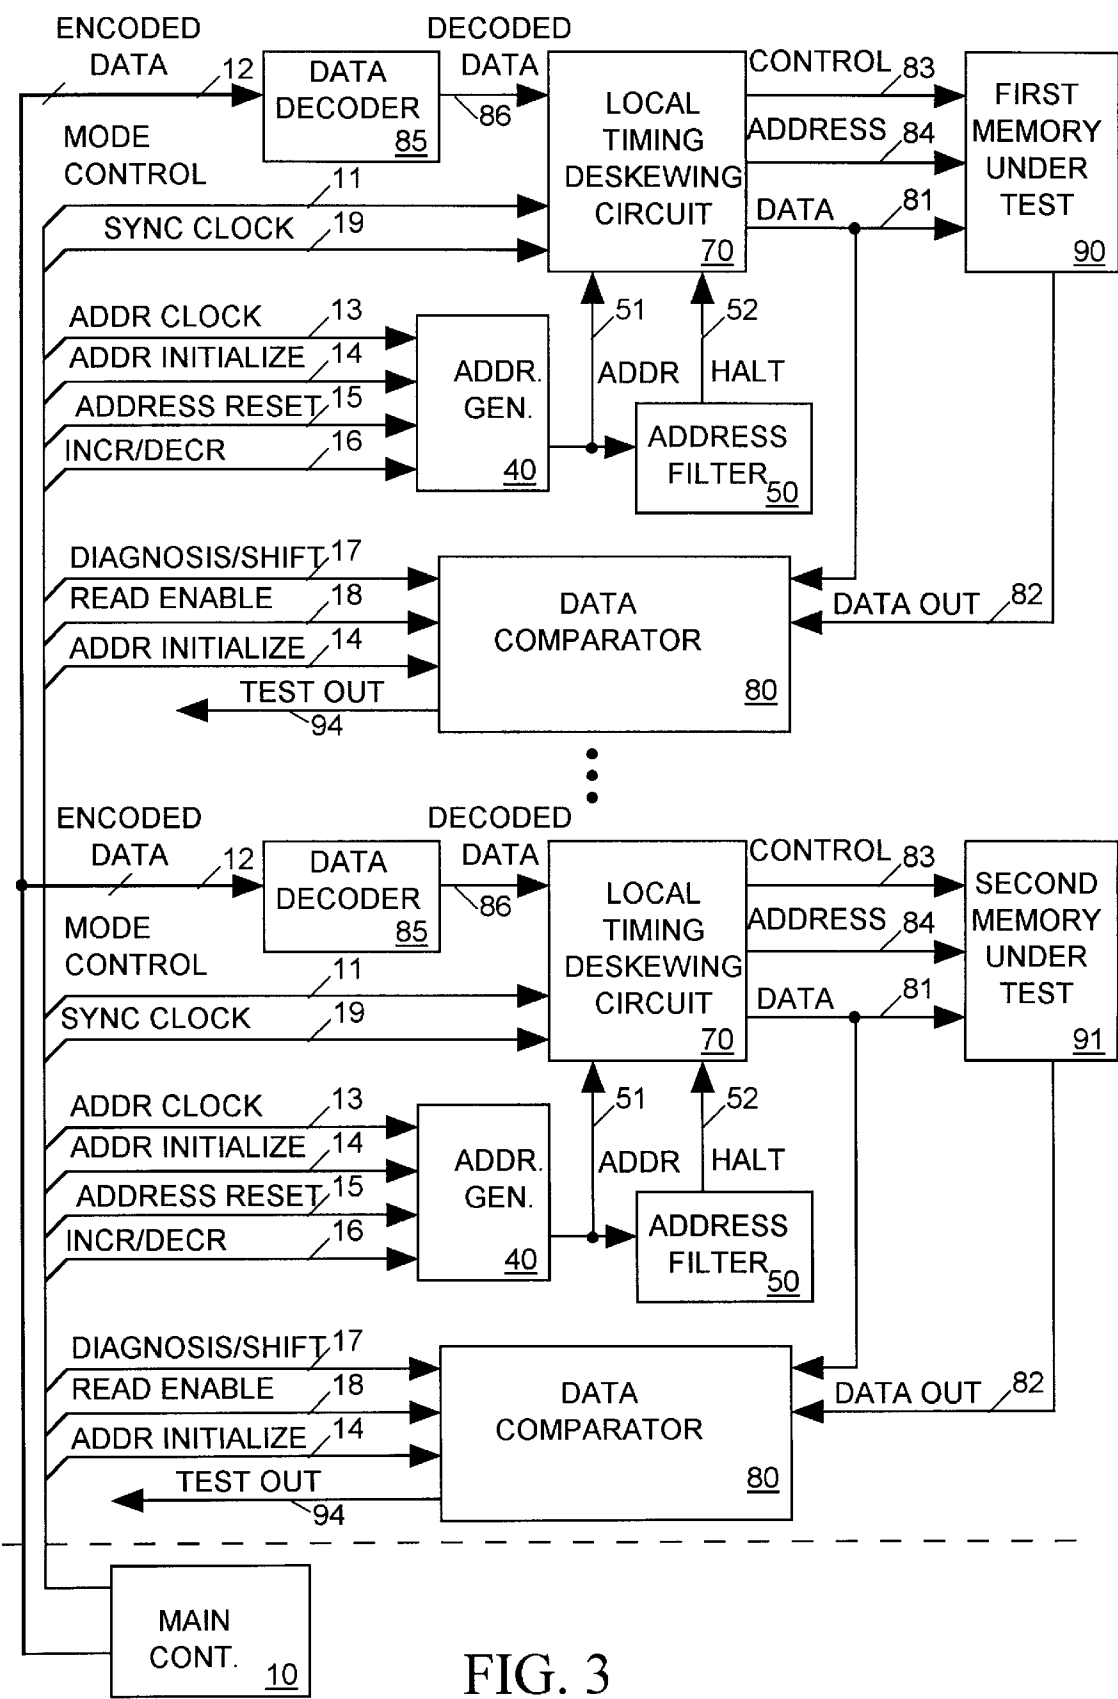 ENCODED DATA
12
DATA DECODER 85
DECODED DATA
86
LOCAL TIMING DESKEWING CIRCUIT 70
CONTROL 83
ADDRESS 84
DATA 81
FIRST MEMORY UNDER TEST 90
MODE CONTROL
11
SYNC CLOCK 19
ADDR CLOCK 13
ADDR INITIALIZE 14
ADDRESS RESET 15
INCR/DECR 16
ADDR. GEN. 40
51
ADDR
52
HALT
ADDRESS FILTER 50
DIAGNOSIS/SHIFT 17
READ ENABLE 18
ADDR INITIALIZE 14
TEST OUT
94
DATA COMPARATOR 80
DATA OUT 82
ENCODED DATA
12
DATA DECODER 85
DECODED DATA
86
LOCAL TIMING DESKEWING CIRCUIT 70
CONTROL 83
ADDRESS 84
DATA 81
SECOND MEMORY UNDER TEST 91
MODE CONTROL
11
SYNC CLOCK 19
ADDR CLOCK 13
ADDR INITIALIZE 14
ADDRESS RESET 15
INCR/DECR 16
ADDR. GEN. 40
51
ADDR
52
HALT
ADDRESS FILTER 50
DIAGNOSIS/SHIFT 17
READ ENABLE 18
ADDR INITIALIZE 14
TEST OUT
94
DATA COMPARATOR 80
DATA OUT 82
MAIN CONT. 10
FIG. 3